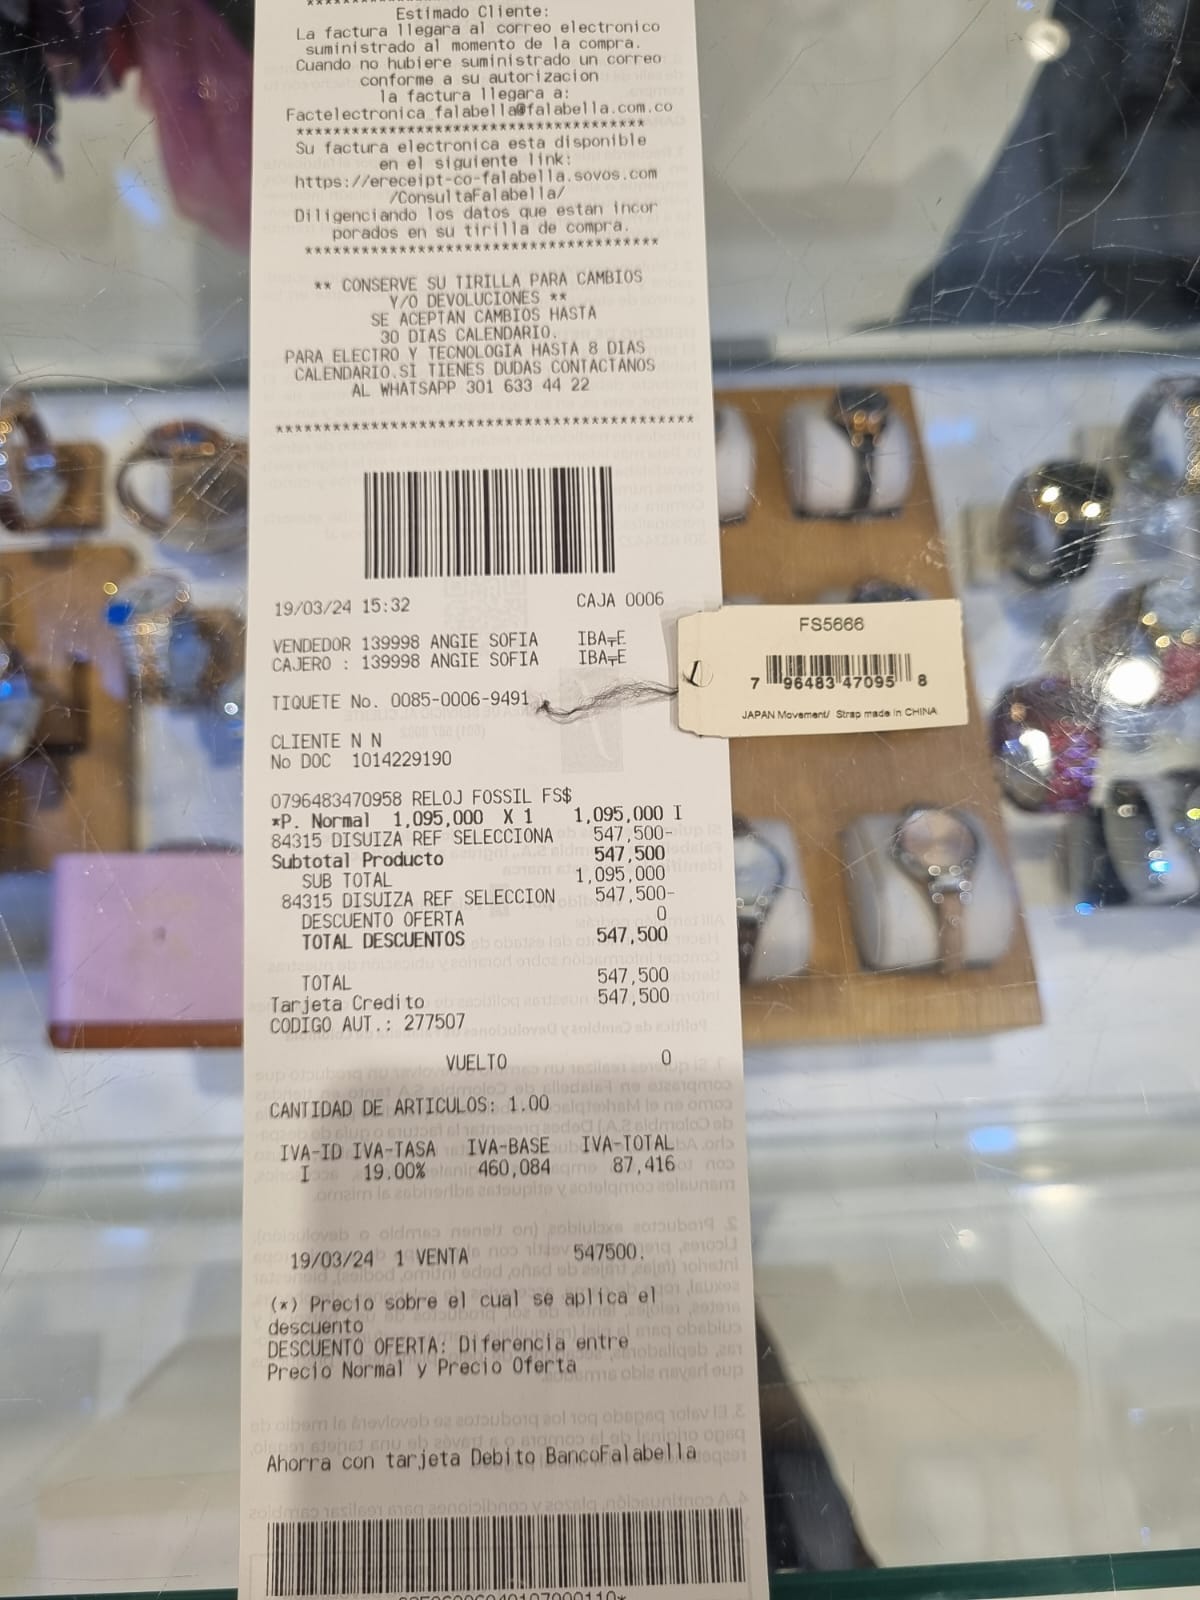 ************************************
Estimado Cliente:
La factura llegara al correo electronico
suministrado al momento de la compra.
Cuando no hubiere suministrado un correo
conforme a su autorizacion
la factura llegara a:
Factelectronica_falabella@falabella.com.co
************************************
Su factura electronica esta disponible
en el siguiente link:
https://ereceipt-co-falabella.sovos.com
/ConsultaFalabella/
Diligenciando los datos que estan incor
porados en su tirilla de compra.
************************************
** CONSERVE SU TIRILLA PARA CAMBIOS
Y/O DEVOLUCIONES **
SE ACEPTAN CAMBIOS HASTA
30 DIAS CALENDARIO.
PARA ELECTRO Y TECNOLOGIA HASTA 8 DIAS
CALENDARIO.SI TIENES DUDAS CONTACTANOS
AL WHATSAPP 301 633 44 22
******************************************
19/03/24 15:32 CAJA 0006
VENDEDOR 139998 ANGIE SOFIA IBA╤E
CAJERO : 139998 ANGIE SOFIA IBA╤E
TIQUETE No. 0085-0006-9491
CLIENTE N N
No DOC 1014229190
0796483470958 RELOJ FOSSIL FS$
*P. Normal 1,095,000 X 1 1,095,000 I
84315 DISUIZA REF SELECCIONA 547,500-
Subtotal Producto 547,500
SUB TOTAL 1,095,000
84315 DISUIZA REF SELECCION 547,500-
DESCUENTO OFERTA 0
TOTAL DESCUENTOS 547,500
TOTAL 547,500
Tarjeta Credito 547,500
CODIGO AUT.: 277507
VUELTO 0
CANTIDAD DE ARTICULOS: 1.00
IVA-ID IVA-TASA IVA-BASE IVA-TOTAL
I 19.00% 460,084 87,416
19/03/24 1 VENTA 547500.
(*) Precio sobre el cual se aplica el
descuento
DESCUENTO OFERTA: Diferencia entre
Precio Normal y Precio Oferta
Ahorra con tarjeta Debito BancoFalabella
FS5666
7 96483 47095 8
JAPAN Movement/ Strap made in CHINA